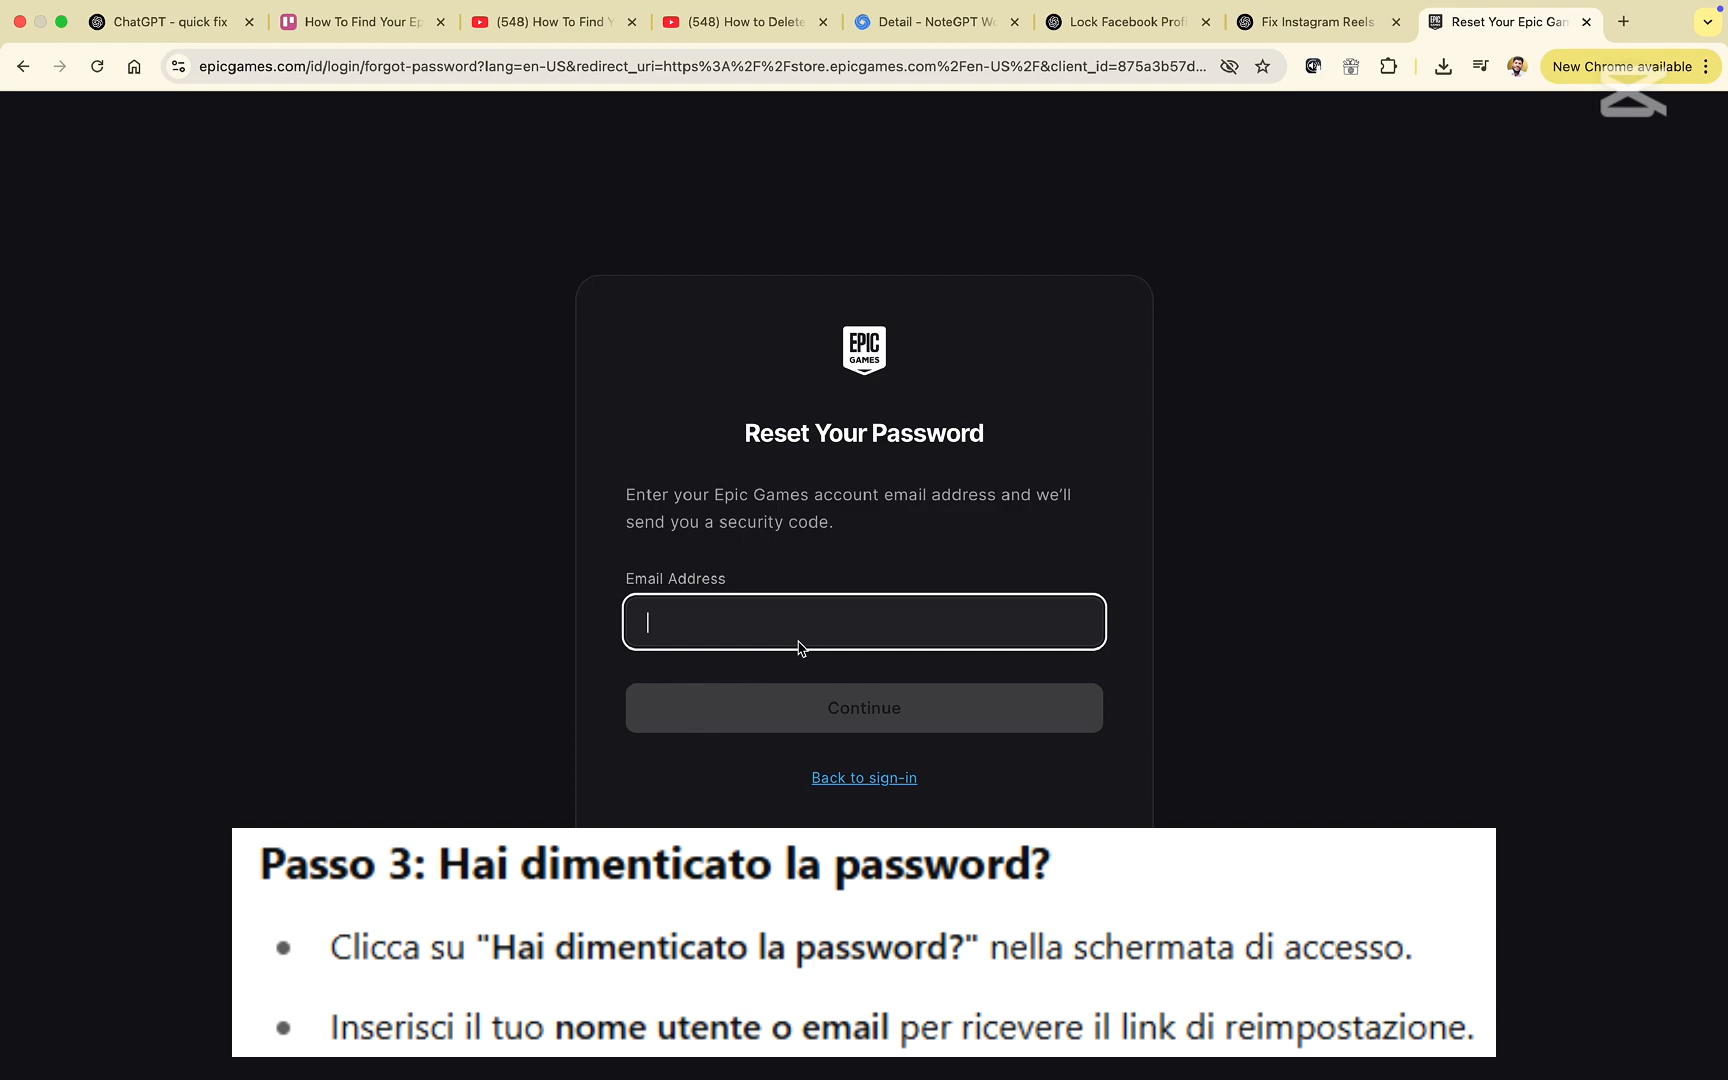 ChatGPT - quick fix
How To Find Your Ep
(548) How To Find Y
(548) How to Delete
Detail - NoteGPT Wo
Lock Facebook Profi
Fix Instagram Reels
Reset Your Epic Gam
epicgames.com/id/login/forgot-password?lang=en-US&redirect_uri=https%3A%2F%2Fstore.epicgames.com%2Fen-US%2F&client_id=875a3b57d...
New Chrome available
EPIC
GAMES
Reset Your Password
Enter your Epic Games account email address and we'll
send you a security code.
Email Address
Continue
Back to sign-in
Passo 3: Hai dimenticato la password?
• Clicca su "Hai dimenticato la password?" nella schermata di accesso.
• Inserisci il tuo nome utente o email per ricevere il link di reimpostazione.